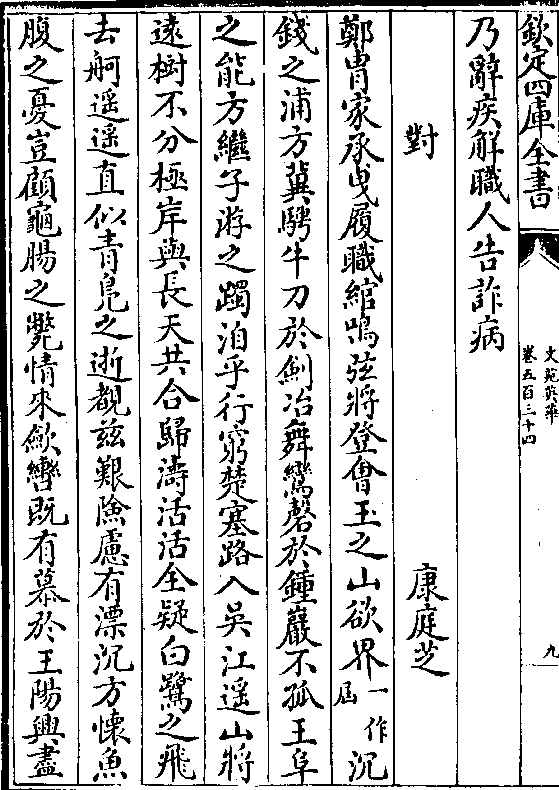 欽定四庫全書
文苑英華
卷五百三十四
九
乃辭疾解職人告詐病
對　康庭芝
鄭胄家承曳履職綰鳴弦將登會玉之山欲界一作屆沉
錢之浦方冀騁牛刀於劍冶舞鸞磬於鍾巖不孤王阜
之能方繼子游之躅洎乎行窮楚塞路入吳江遥山將
遠樹不分極岸與長天共合歸濤活活全疑白鷺之飛
去舸遥遥直似青鳧之逝覩兹艱險慮有漂沉方懐魚
腹之憂豈顧龜腸之斃情來歛轡既有慕於王陽興盡